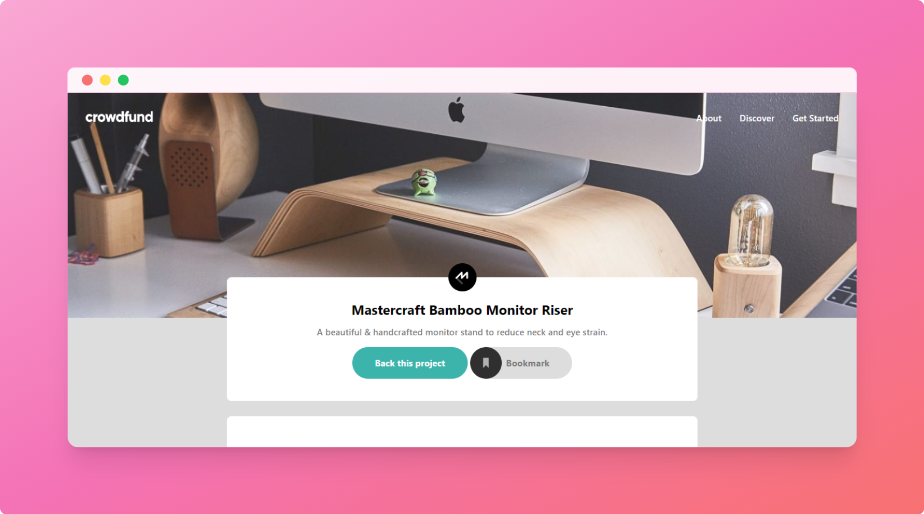 crowdfund
About Discover Get Started
Mastercraft Bamboo Monitor Riser
A beautiful & handcrafted monitor stand to reduce neck and eye strain.
Back this project Bookmark